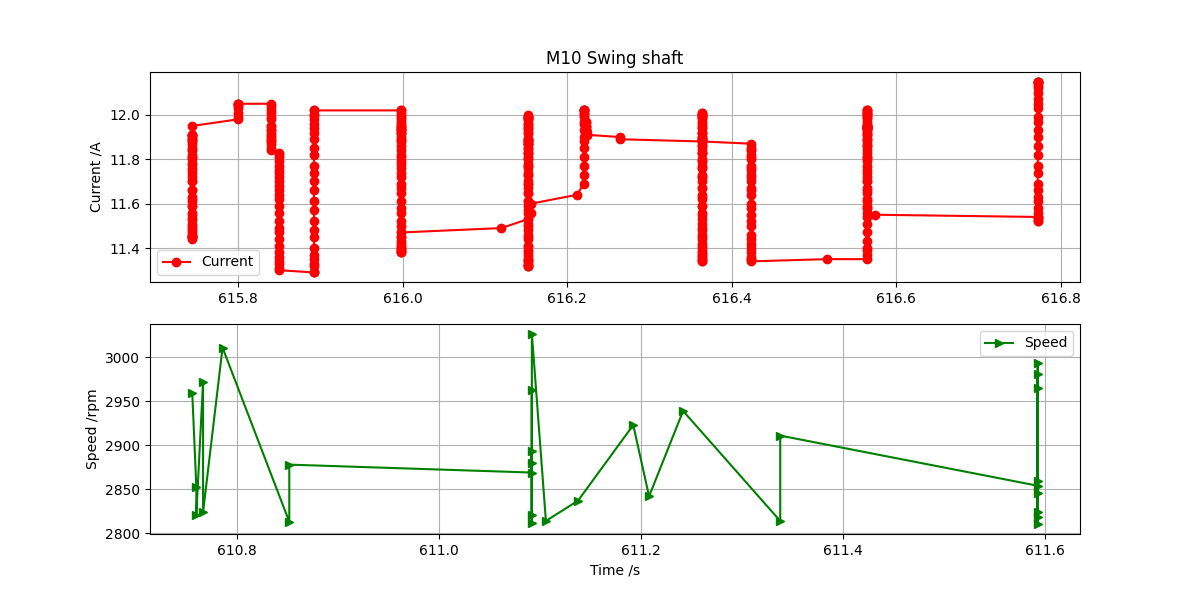 M10 Swing shaft
Current /A
12.0
11.8
11.6
11.4
Current
615.8 616.0 616.2 616.4 616.6 616.8
Speed /rpm
3000
2950
2900
2850
2800
Speed
610.8 611.0 611.2 611.4 611.6
Time /s